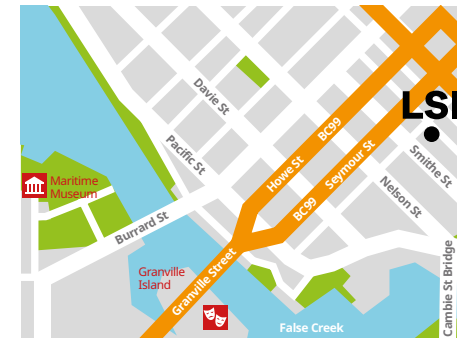 Davie St
BC99
LSI
Pacific St
Howe St
Seymour St
Smithe St
Maritime
Museum
Nelson St
BC99
Burrard St
Granville Street
Granville
Island
Cambie St Bridge
False Creek